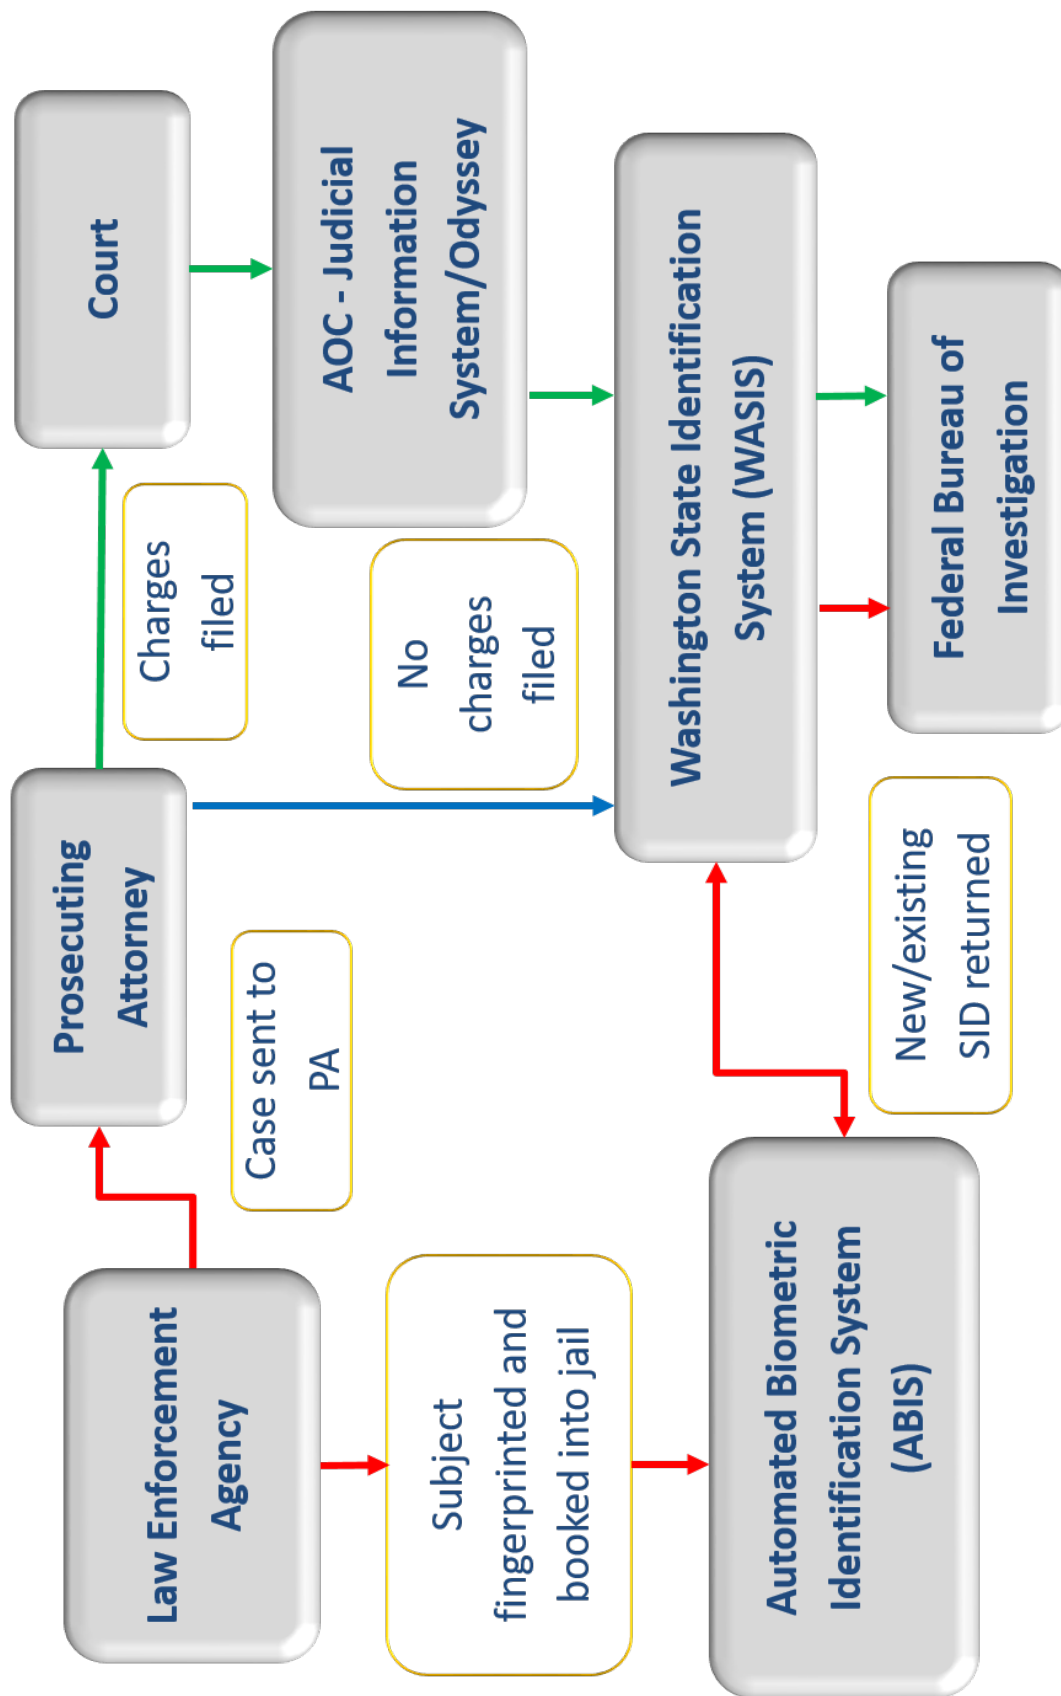 Law Enforcement
Agency
Prosecuting
Attorney
Court
Case sent to
PA
Charges
filed
Subject
fingerprinted and
booked into jail
No
charges
filed
AOC - Judicial
Information
System/Odyssey
Automated Biometric
Identification System
(ABIS)
Washington State Identification
System (WASIS)
New/existing
SID returned
Federal Bureau of
Investigation